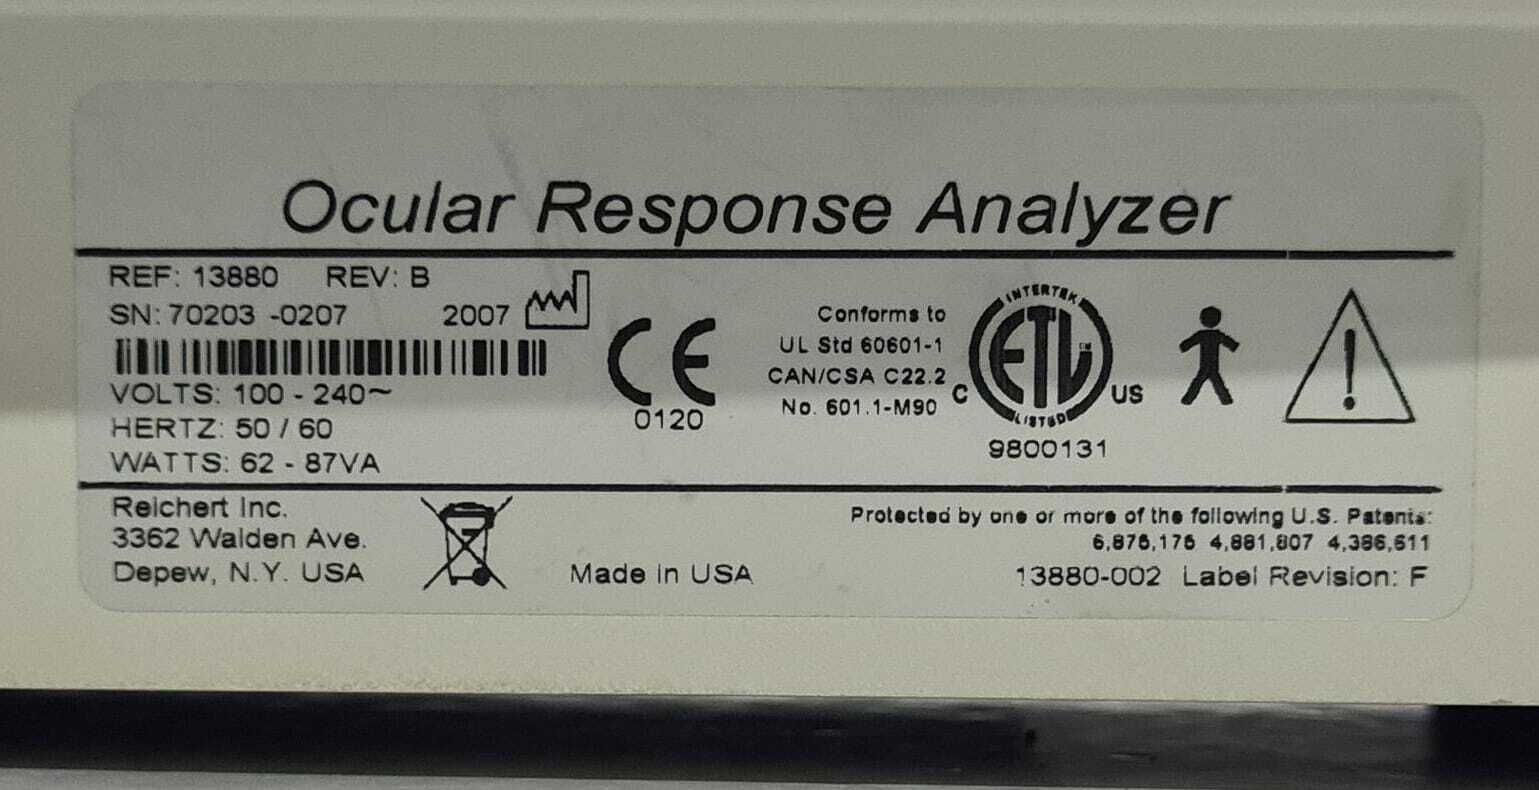 Ocular Response Analyzer
REF: 13880 REV: B
SN: 70203 -0207 2007
VOLTS: 100 - 240~
HERTZ: 50 / 60
WATTS: 62 - 87VA
CE
0120
Conforms to
UL Std 60601-1
CAN/CSA C22.2
No. 601.1-M90
INTERTEK
C ETL US
LISTED
9800131
!
Reichert Inc.
3362 Walden Ave.
Depew, N.Y. USA
Made in USA
Protected by one or more of the following U.S. Patents:
6,875,175 4,881,807 4,386,611
13880-002 Label Revision: F